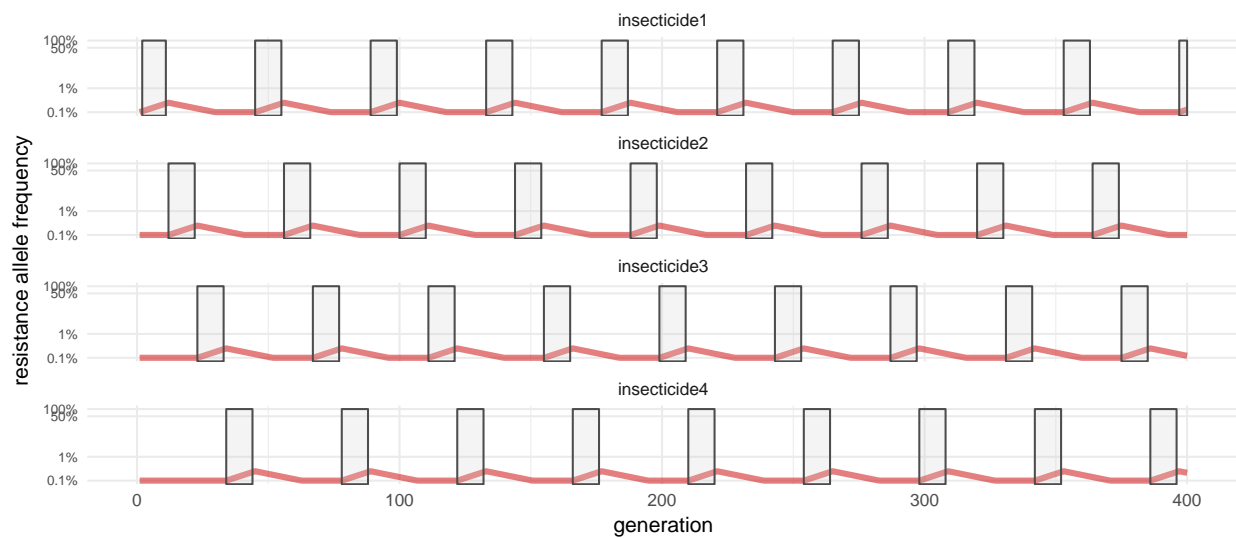 insecticide1
100%
50%
1%
0.1%
insecticide2
100%
50%
1%
0.1%
insecticide3
100%
50%
1%
0.1%
insecticide4
100%
50%
1%
0.1%
resistance allele frequency
0 100 200 300 400
generation